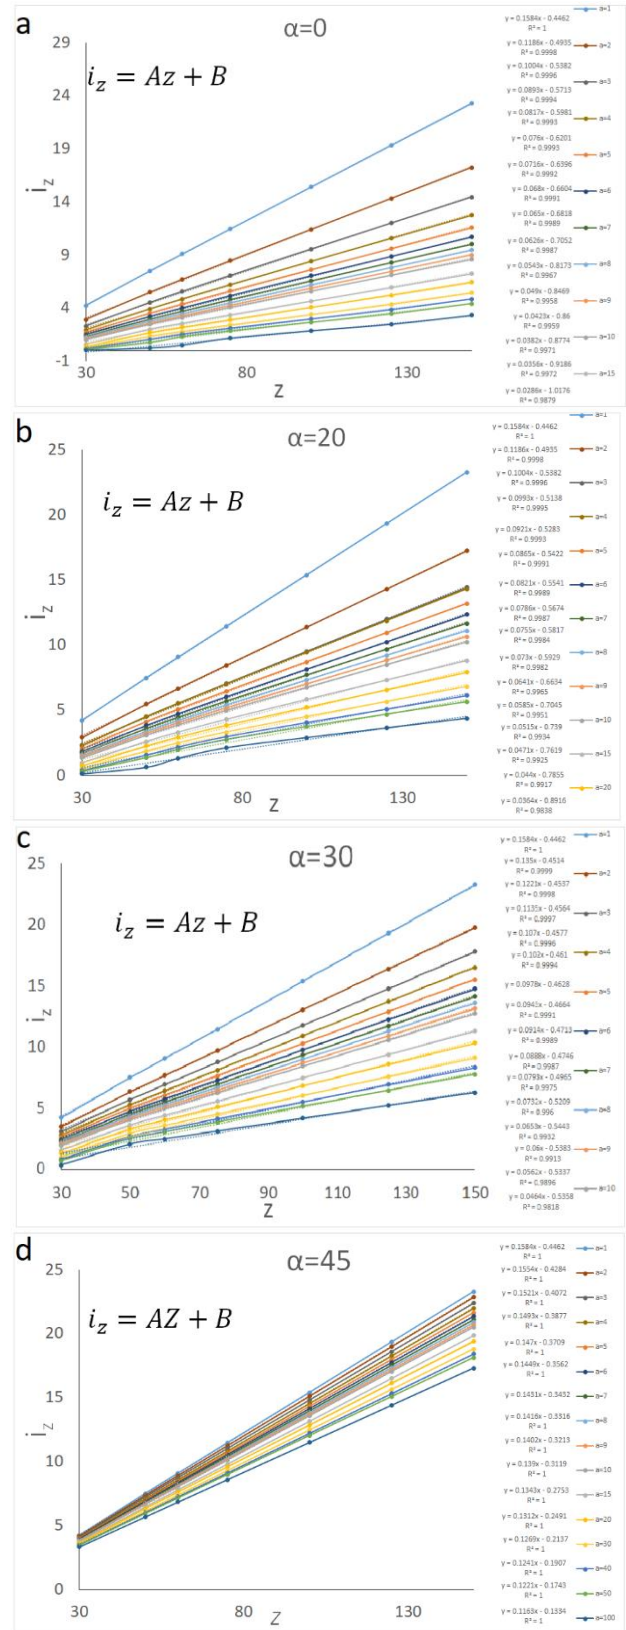 a
α=0
i_z = Az + B
29
24
19
14
9
4
-1
30
80
130
i_z
z
y = 0.1584x - 0.4462
R² = 1
y = 0.1186x - 0.4935
R² = 0.9998
y = 0.1004x - 0.5382
R² = 0.9996
y = 0.0893x - 0.5713
R² = 0.9994
y = 0.0817x - 0.5981
R² = 0.9993
y = 0.076x - 0.6201
R² = 0.9993
y = 0.0716x - 0.6396
R² = 0.9992
y = 0.068x - 0.6604
R² = 0.9991
y = 0.065x - 0.6818
R² = 0.9989
y = 0.0626x - 0.7052
R² = 0.9987
y = 0.0543x - 0.8173
R² = 0.9967
y = 0.049x - 0.8469
R² = 0.9958
y = 0.0423x - 0.86
R² = 0.9959
y = 0.0382x - 0.8774
R² = 0.9971
y = 0.0356x - 0.9186
R² = 0.9972
y = 0.0286x - 1.0176
R² = 0.9879
a=1
a=2
a=3
a=4
a=5
a=6
a=7
a=8
a=9
a=10
a=15
b
α=20
i_z = Az + B
25
20
15
10
5
0
30
80
130
i_z
z
y = 0.1584x - 0.4462
R² = 1
y = 0.1186x - 0.4935
R² = 0.9998
y = 0.1004x - 0.5382
R² = 0.9996
y = 0.0993x - 0.5138
R² = 0.9995
y = 0.0921x - 0.5283
R² = 0.9993
y = 0.0865x - 0.5422
R² = 0.9991
y = 0.0821x - 0.5541
R² = 0.9989
y = 0.0786x - 0.5674
R² = 0.9987
y = 0.0755x - 0.5817
R² = 0.9984
y = 0.073x - 0.5929
R² = 0.9982
y = 0.0641x - 0.6634
R² = 0.9965
y = 0.0585x - 0.7045
R² = 0.9951
y = 0.0515x - 0.739
R² = 0.9934
y = 0.0471x - 0.7619
R² = 0.9925
y = 0.044x - 0.7855
R² = 0.9917
y = 0.0364x - 0.8916
R² = 0.9838
a=1
a=2
a=3
a=4
a=5
a=6
a=7
a=8
a=9
a=10
a=15
a=20
c
α=30
i_z = Az + B
25
20
15
10
5
0
30
50
70
90
110
130
150
i_z
z
y = 0.1584x - 0.4462
R² = 1
y = 0.135x - 0.4514
R² = 0.9999
y = 0.1221x - 0.4537
R² = 0.9998
y = 0.1135x - 0.4564
R² = 0.9997
y = 0.107x - 0.4577
R² = 0.9996
y = 0.102x - 0.461
R² = 0.9994
y = 0.0978x - 0.4628
R² = 0.9991
y = 0.0943x - 0.4664
R² = 0.9991
y = 0.0914x - 0.4713
R² = 0.9989
y = 0.0888x - 0.4746
R² = 0.9987
y = 0.0793x - 0.4965
R² = 0.9975
y = 0.0732x - 0.5209
R² = 0.996
y = 0.0653x - 0.5443
R² = 0.9932
y = 0.06x - 0.5383
R² = 0.9913
y = 0.0562x - 0.5337
R² = 0.9896
y = 0.0464x - 0.5358
R² = 0.9818
a=1
a=2
a=3
a=4
a=5
a=6
a=7
a=8
a=9
a=10
d
α=45
i_z = AZ + B
25
20
15
10
5
0
30
80
130
i_z
z
y = 0.1584x - 0.4462
R² = 1
y = 0.1554x - 0.4284
R² = 1
y = 0.1521x - 0.4072
R² = 1
y = 0.1493x - 0.3877
R² = 1
y = 0.147x - 0.3709
R² = 1
y = 0.1449x - 0.3562
R² = 1
y = 0.1431x - 0.3432
R² = 1
y = 0.1416x - 0.3316
R² = 1
y = 0.1402x - 0.3213
R² = 1
y = 0.139x - 0.3119
R² = 1
y = 0.1343x - 0.2753
R² = 1
y = 0.1312x - 0.2491
R² = 1
y = 0.1269x - 0.2137
R² = 1
y = 0.1241x - 0.1907
R² = 1
y = 0.1221x - 0.1743
R² = 1
y = 0.1163x - 0.1334
R² = 1
a=1
a=2
a=3
a=4
a=5
a=6
a=7
a=8
a=9
a=10
a=15
a=20
a=30
a=40
a=50
a=100